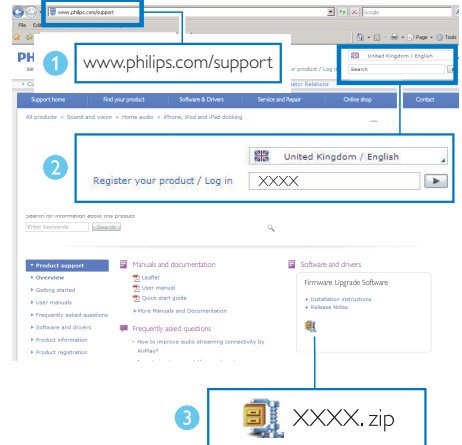 www.philips.com/support
Google
File
Page
Tools
PH
1
www.philips.com/support
United Kingdom / English
Search
Support home
Find your product
Software & Drivers
Service and Repair
Online shop
Contact
All products > Sound and vision > Home audio > iPhone, iPod and iPad docking
2
United Kingdom / English
Register your product / Log in
XXXX
Search for information about this product
Enter keywords
Search
Product support
Overview
Getting started
User manuals
Frequently asked questions
Software and drivers
Product information
Product registration
Manuals and documentation
Leaflet
User manual
Quick start guide
More Manuals and Documentation
Frequently asked questions
How to improve audio streaming connectivity by
AirPlay?
Software and drivers
Firmware Upgrade Software
Installation instructions
Release Notes
3
XXXX.zip